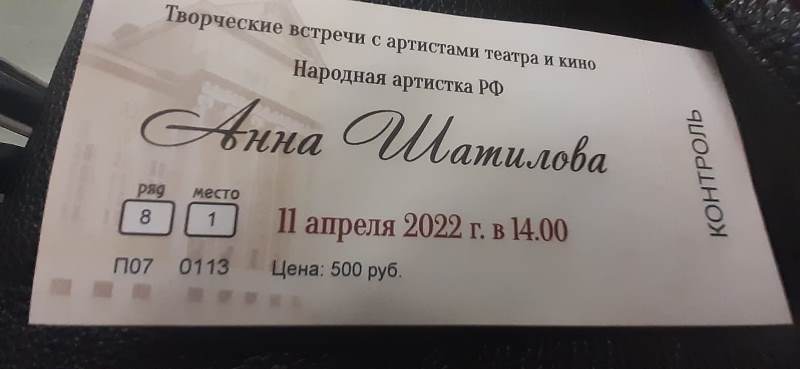 Творческие встречи с артистами театра и кино
Народная артистка РФ
Анна Шатилова
ряд место
8 1
11 апреля 2022 г. в 14.00
П07 0113 Цена: 500 руб.
КОНТРОЛЬ